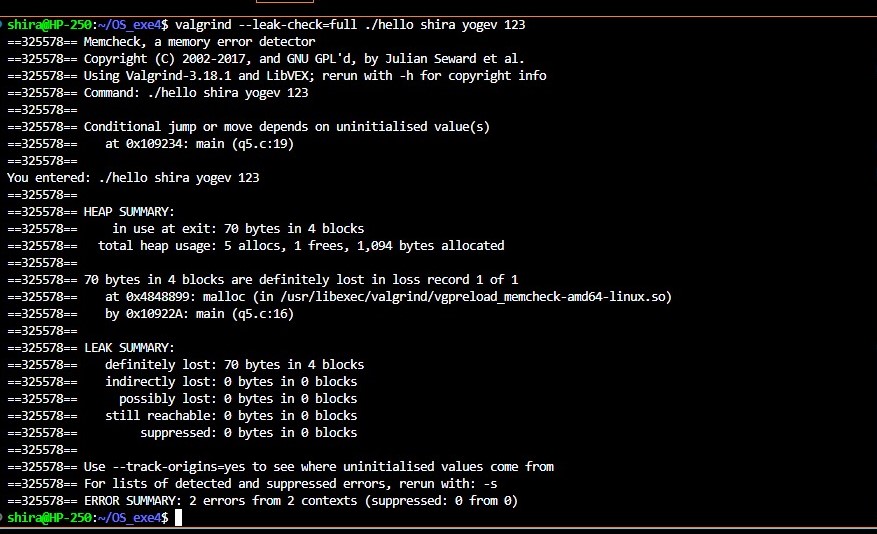 shira@HP-250:~/OS_exe4$ valgrind --leak-check=full ./hello shira yogev 123
==325578== Memcheck, a memory error detector
==325578== Copyright (C) 2002-2017, and GNU GPL'd, by Julian Seward et al.
==325578== Using Valgrind-3.18.1 and LibVEX; rerun with -h for copyright info
==325578== Command: ./hello shira yogev 123
==325578==
==325578== Conditional jump or move depends on uninitialised value(s)
==325578==    at 0x109234: main (q5.c:19)
==325578==
You entered: ./hello shira yogev 123
==325578==
==325578== HEAP SUMMARY:
==325578==     in use at exit: 70 bytes in 4 blocks
==325578==   total heap usage: 5 allocs, 1 frees, 1,094 bytes allocated
==325578==
==325578== 70 bytes in 4 blocks are definitely lost in loss record 1 of 1
==325578==    at 0x4848899: malloc (in /usr/libexec/valgrind/vgpreload_memcheck-amd64-linux.so)
==325578==    by 0x10922A: main (q5.c:16)
==325578==
==325578== LEAK SUMMARY:
==325578==    definitely lost: 70 bytes in 4 blocks
==325578==    indirectly lost: 0 bytes in 0 blocks
==325578==      possibly lost: 0 bytes in 0 blocks
==325578==    still reachable: 0 bytes in 0 blocks
==325578==         suppressed: 0 bytes in 0 blocks
==325578==
==325578== Use --track-origins=yes to see where uninitialised values come from
==325578== For lists of detected and suppressed errors, rerun with: -s
==325578== ERROR SUMMARY: 2 errors from 2 contexts (suppressed: 0 from 0)
shira@HP-250:~/OS_exe4$